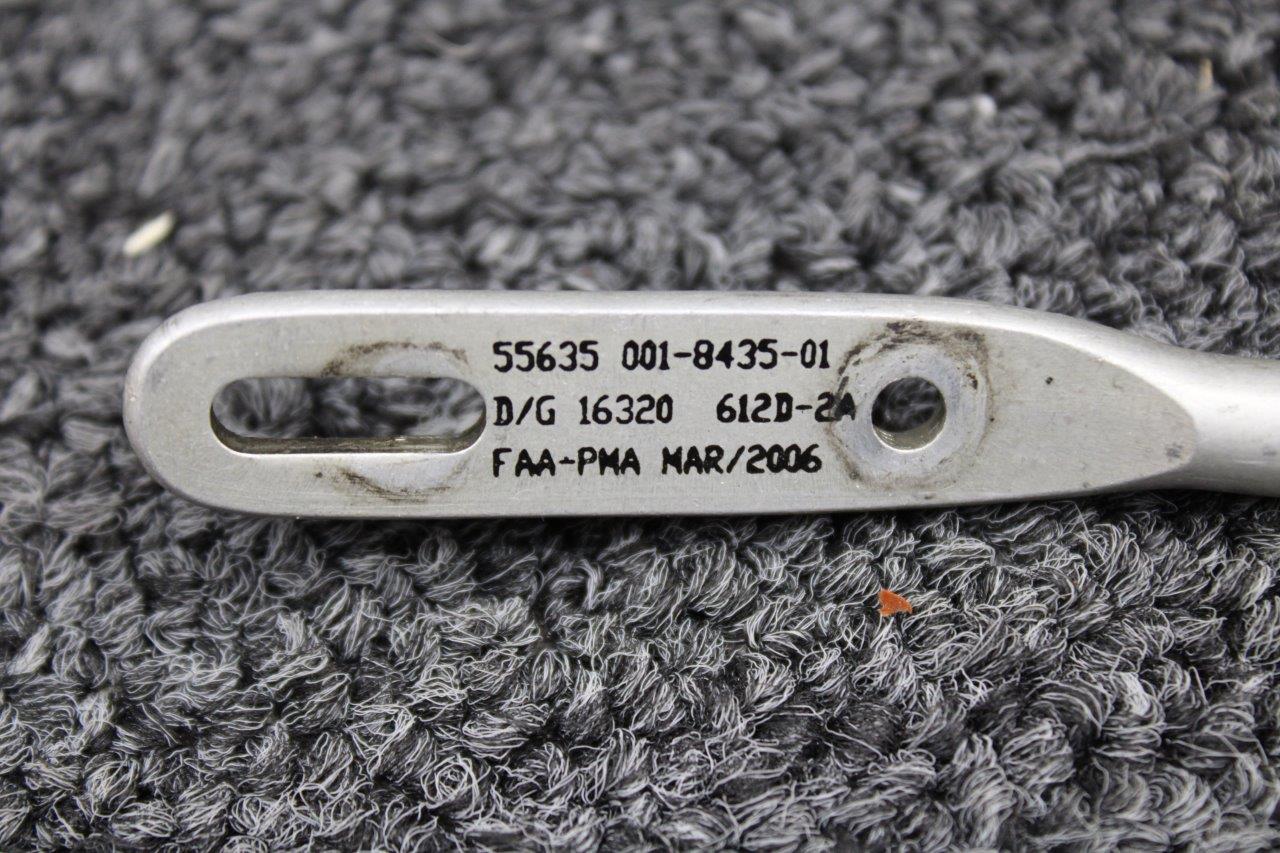 55635 001-8435-01
D/G 16320 612D-2A
FAA-PMA MAR/2006